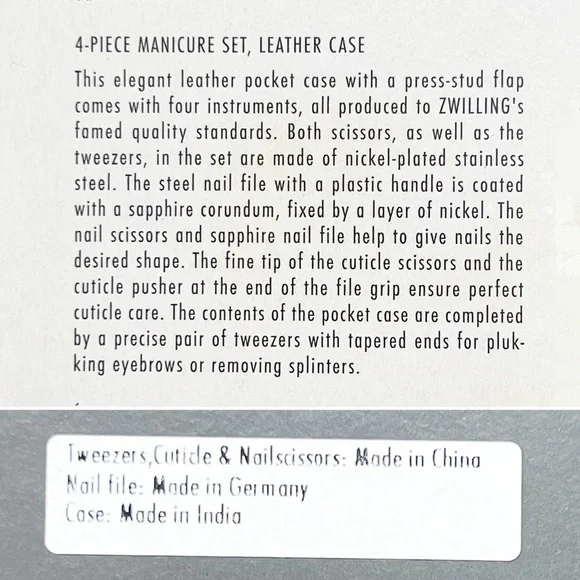 4-PIECE MANICURE SET, LEATHER CASE
This elegant leather pocket case with a press-stud flap
comes with four instruments, all produced to ZWILLING's
famed quality standards. Both scissors, as well as the
tweezers, in the set are made of nickel-plated stainless
steel. The steel nail file with a plastic handle is coated
with a sapphire corundum, fixed by a layer of nickel. The
nail scissors and sapphire nail file help to give nails the
desired shape. The fine tip of the cuticle scissors and the
cuticle pusher at the end of the file grip ensure perfect
cuticle care. The contents of the pocket case are completed
by a precise pair of tweezers with tapered ends for pluk-
king eyebrows or removing splinters.
Tweezers,Cuticle & Nailscissors: Made in China
Nail file: Made in Germany
Case: Made in India